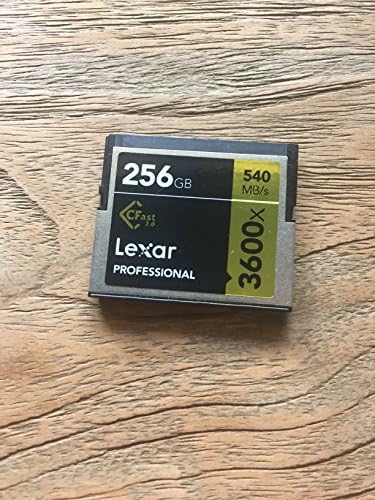 256GB
540
MB/s
CFast
2.0
Lexar
PROFESSIONAL
3600X